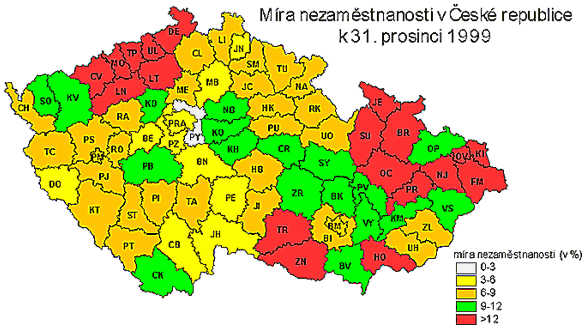 Míra nezaměstnanosti v České republice
k 31. prosinci 1999
DE
LI
UL
TP
JN
MO
CL
CV
LT
SM
TU
MB
JC
NA
LN
ME
JE
CH
SO
KV
KD
NB
HK
RK
RA
PRA
BR
SU
PY
KO
PU
UO
OP
PS
BE
PZ
KH
CR
TC
RO
PM
SY
OV
KI
PB
BN
HB
OC
PJ
NJ
FM
DO
PR
ZR
BK
PV
PI
TA
PE
JI
VS
KT
ST
KM
VY
TR
BM
ZL
BI
CB
JH
PT
UH
ZN
HO
BV
CK
míra nezaměstnanosti (v %)
0-3
3-6
6-9
9-12
>12